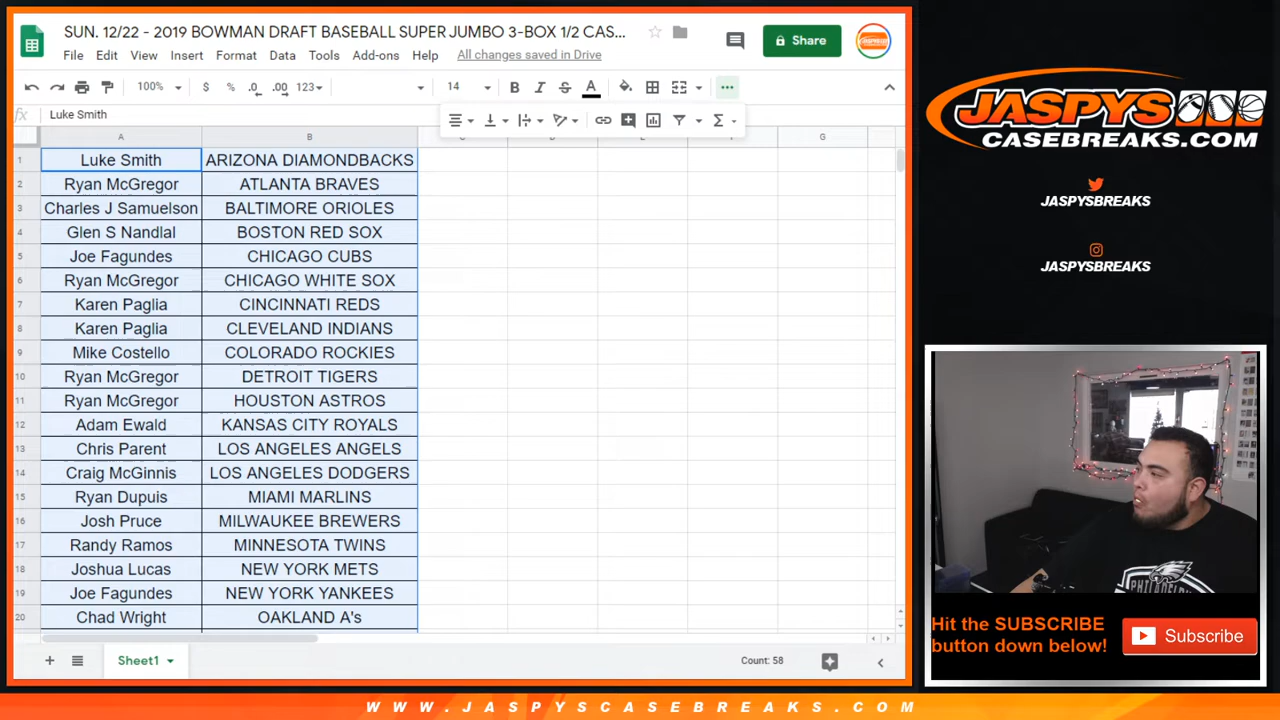 SUN. 12/22 - 2019 BOWMAN DRAFT BASEBALL SUPER JUMBO 3-BOX 1/2 CAS...
Share
File Edit View Insert Format Data Tools Add-ons Help All changes saved in Drive
100% $ % .0 .00 123 14 B I S A
fx Luke Smith
A B G
1 Luke Smith ARIZONA DIAMONDBACKS
2 Ryan McGregor ATLANTA BRAVES
3 Charles J Samuelson BALTIMORE ORIOLES
4 Glen S Nandlal BOSTON RED SOX
5 Joe Fagundes CHICAGO CUBS
6 Ryan McGregor CHICAGO WHITE SOX
7 Karen Paglia CINCINNATI REDS
8 Karen Paglia CLEVELAND INDIANS
9 Mike Costello COLORADO ROCKIES
10 Ryan McGregor DETROIT TIGERS
11 Ryan McGregor HOUSTON ASTROS
12 Adam Ewald KANSAS CITY ROYALS
13 Chris Parent LOS ANGELES ANGELS
14 Craig McGinnis LOS ANGELES DODGERS
15 Ryan Dupuis MIAMI MARLINS
16 Josh Pruce MILWAUKEE BREWERS
17 Randy Ramos MINNESOTA TWINS
18 Joshua Lucas NEW YORK METS
19 Joe Fagundes NEW YORK YANKEES
20 Chad Wright OAKLAND A's
Sheet1 Count: 58
JASPYS
CASEBREAKS.COM
JASPYSBREAKS
JASPYSBREAKS
PHILADELPHIA
Hit the SUBSCRIBE
button down below!
Subscribe
WWW.JASPYSCASEBREAKS.COM